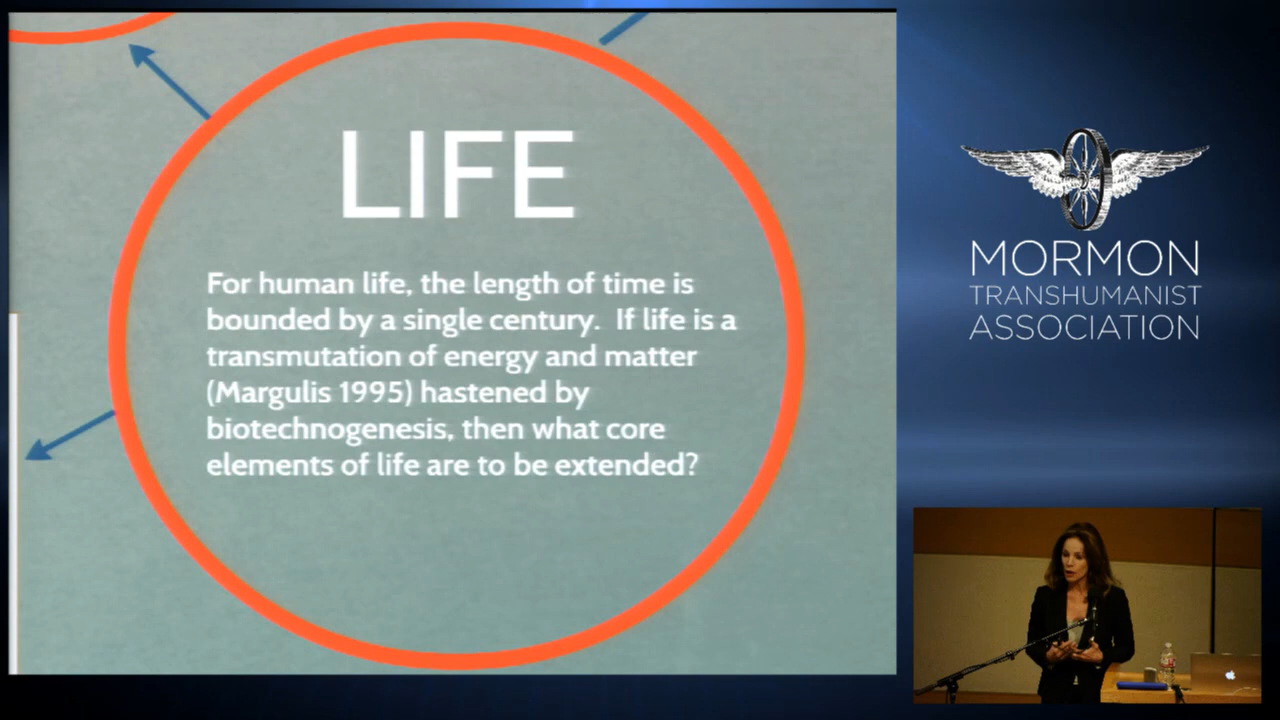 LIFE
For human life, the length of time is
bounded by a single century.  If life is a
transmutation of energy and matter
(Margulis 1995) hastened by
biotechnogenesis, then what core
elements of life are to be extended?
MORMON
TRANSHUMANIST
ASSOCIATION